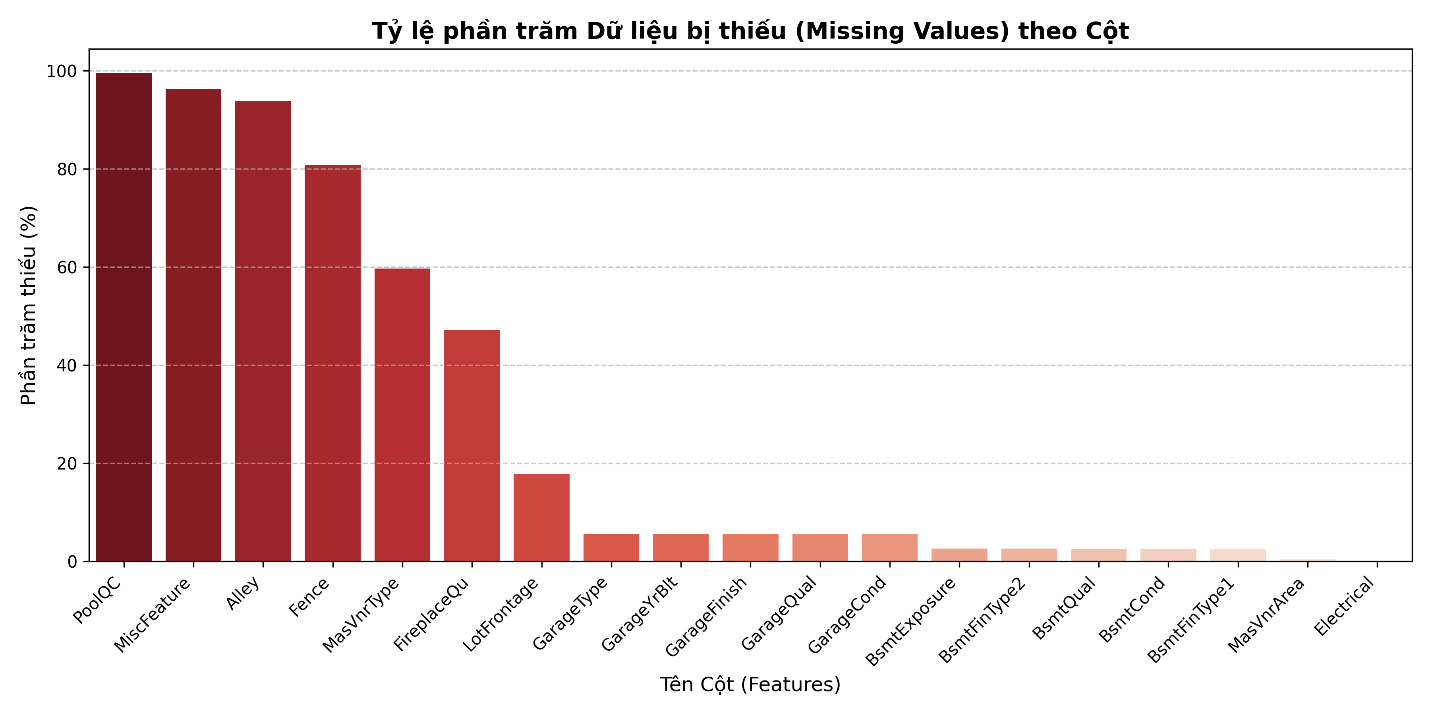 Tỷ lệ phần trăm Dữ liệu bị thiếu (Missing Values) theo Cột
Phần trăm thiếu (%)
100
80
60
40
20
0
PoolQC
MiscFeature
Alley
Fence
MasVnrType
FireplaceQu
LotFrontage
GarageType
GarageYrBlt
GarageFinish
GarageQual
GarageCond
BsmtExposure
BsmtFinType2
BsmtQual
BsmtCond
BsmtFinType1
MasVnrArea
Electrical
Tên Cột (Features)